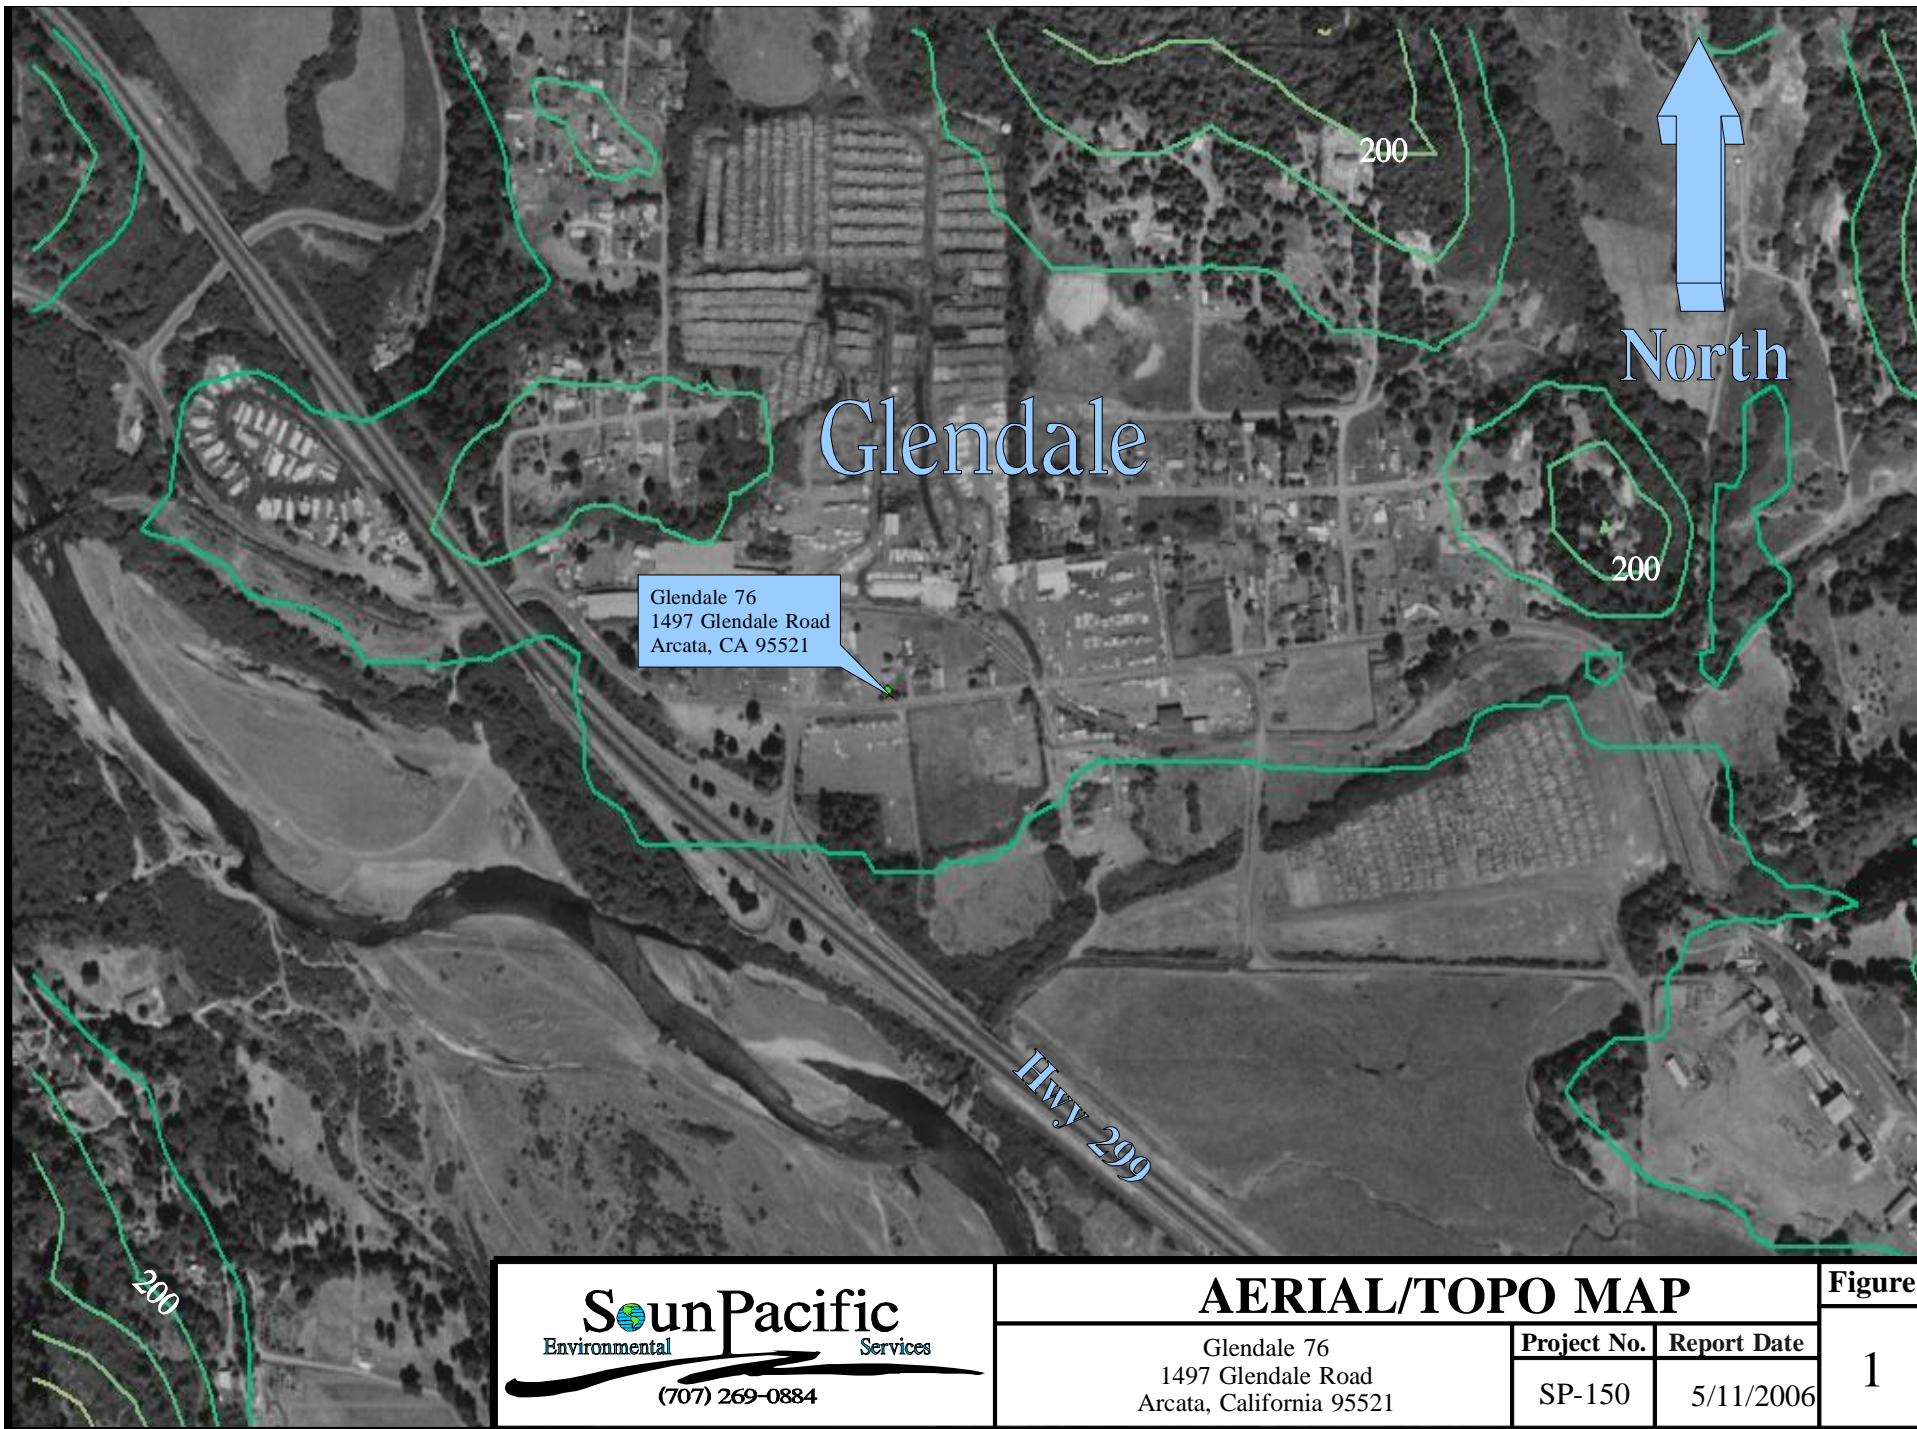 200
North
Glendale
200
Glendale 76
1497 Glendale Road
Arcata, CA 95521
Hwy 299
200
SounPacific
Environmental Services
(707) 269-0884
AERIAL/TOPO MAP
Glendale 76
1497 Glendale Road
Arcata, California 95521
Project No.
SP-150
Report Date
5/11/2006
Figure
1